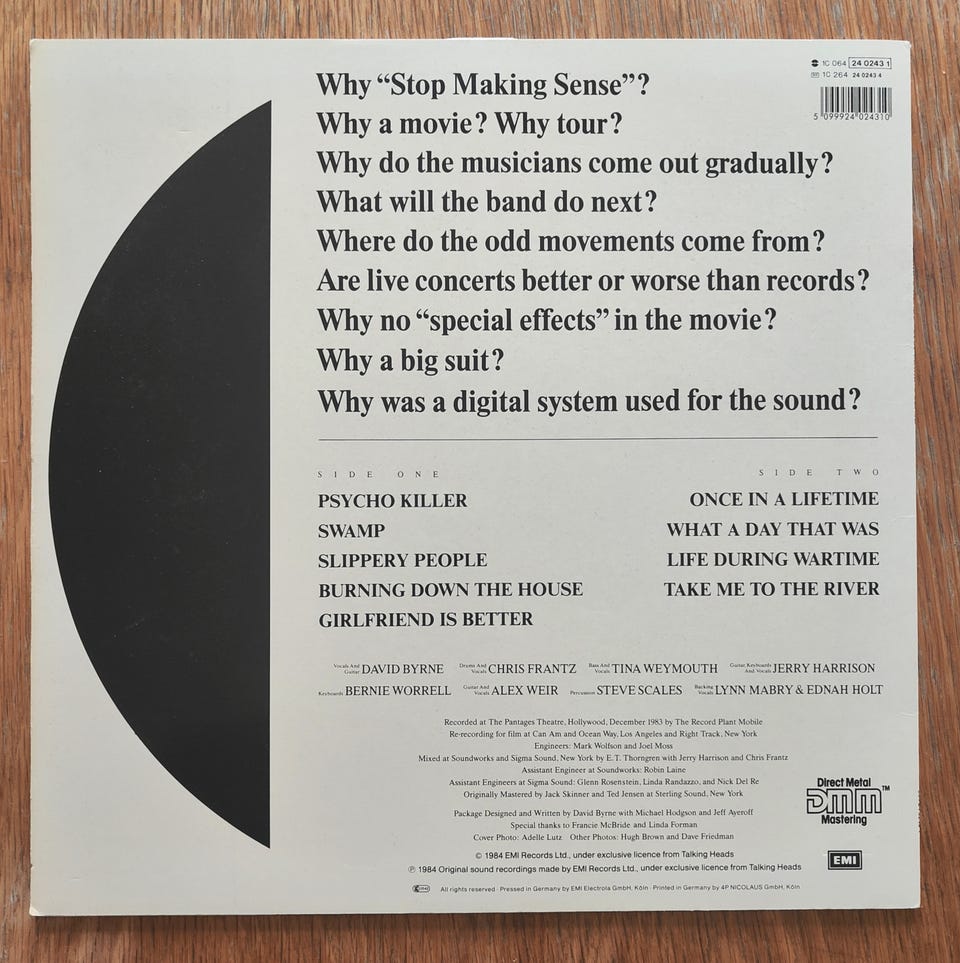 1C 064 24 0243 1
1C 264 24 0243 4
5 099924 024310
Why “Stop Making Sense”?
Why a movie? Why tour?
Why do the musicians come out gradually?
What will the band do next?
Where do the odd movements come from?
Are live concerts better or worse than records?
Why no “special effects” in the movie?
Why a big suit?
Why was a digital system used for the sound?
SIDE ONE
PSYCHO KILLER
SWAMP
SLIPPERY PEOPLE
BURNING DOWN THE HOUSE
GIRLFRIEND IS BETTER
SIDE TWO
ONCE IN A LIFETIME
WHAT A DAY THAT WAS
LIFE DURING WARTIME
TAKE ME TO THE RIVER
Vocals And Guitar DAVID BYRNE Drums And Vocals CHRIS FRANTZ Bass And Vocals TINA WEYMOUTH Guitar, Keyboards And Vocals JERRY HARRISON
Keyboards BERNIE WORRELL Guitar And Vocals ALEX WEIR Percussion STEVE SCALES Backing Vocals LYNN MABRY & EDNAH HOLT
Recorded at The Pantages Theatre, Hollywood, December 1983 by The Record Plant Mobile
Re-recording for film at Can Am and Ocean Way, Los Angeles and Right Track, New York
Engineers: Mark Wolfson and Joel Moss
Mixed at Soundworks and Sigma Sound, New York by E.T. Thorngren with Jerry Harrison and Chris Frantz
Assistant Engineer at Soundworks: Robin Laine
Assistant Engineers at Sigma Sound: Glenn Rosenstein, Linda Randazzo, and Nick Del Re
Originally Mastered by Jack Skinner and Ted Jensen at Sterling Sound, New York
Package Designed and Written by David Byrne with Michael Hodgson and Jeff Ayeroff
Special thanks to Francie McBride and Linda Forman
Cover Photo: Adelle Lutz Other Photos: Hugh Brown and Dave Friedman
© 1984 EMI Records Ltd., under exclusive licence from Talking Heads
℗ 1984 Original sound recordings made by EMI Records Ltd., under exclusive licence from Talking Heads
All rights reserved · Pressed in Germany by EMI Electrola GmbH, Köln · Printed in Germany by 4P NICOLAUS GmbH, Köln
Direct Metal
DMM™
Mastering
EMI